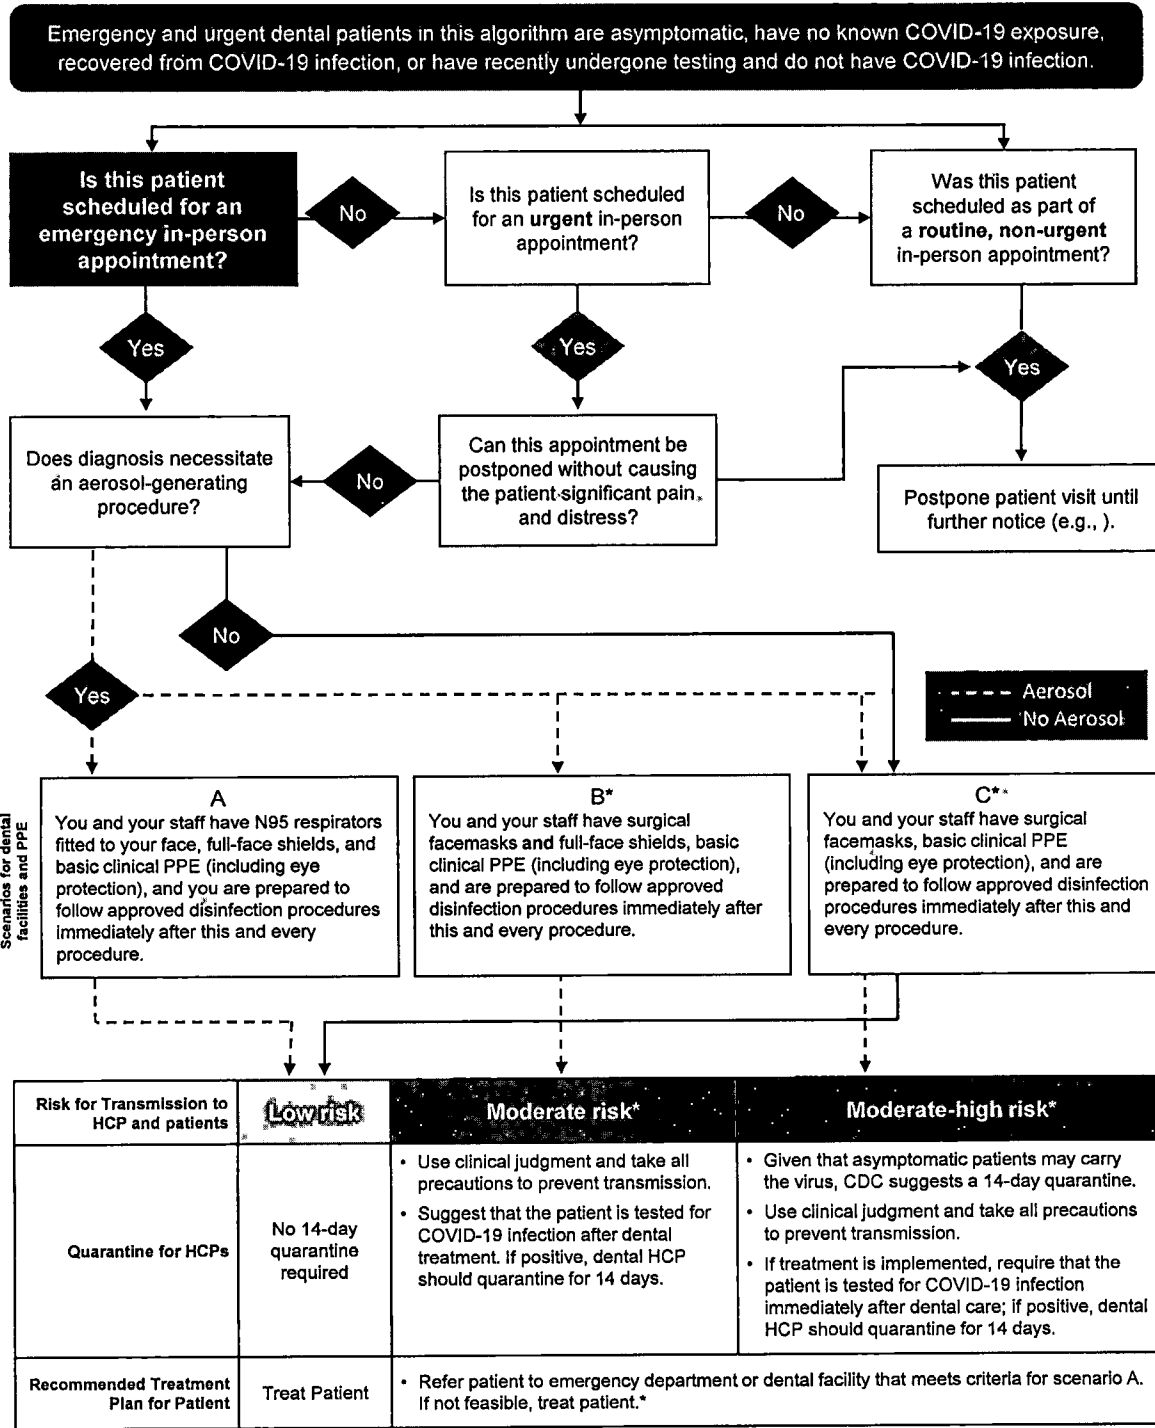 Emergency and urgent dental patients in this algorithm are asymptomatic, have no known COVID-19 exposure,
recovered from COVID-19 infection, or have recently undergone testing and do not have COVID-19 infection.
Is this patient
scheduled for an
emergency in-person
appointment?
No
Is this patient scheduled
for an urgent in-person
appointment?
No
Was this patient
scheduled as part of
a routine, non-urgent
in-person appointment?
Yes
Yes
Yes
Does diagnosis necessitate
an aerosol-generating
procedure?
No
Can this appointment be
postponed without causing
the patient significant pain
and distress?
Postpone patient visit until
further notice (e.g., ).
No
Yes
Aerosol
No Aerosol
Scenarios for dental
facilities and PPE
A
You and your staff have N95 respirators
fitted to your face, full-face shields, and
basic clinical PPE (including eye
protection), and you are prepared to
follow approved disinfection procedures
immediately after this and every
procedure.
B*
You and your staff have surgical
facemasks and full-face shields, basic
clinical PPE (including eye protection),
and are prepared to follow approved
disinfection procedures immediately after
this and every procedure.
C**
You and your staff have surgical
facemasks, basic clinical PPE
(including eye protection), and are
prepared to follow approved disinfection
procedures immediately after this and
every procedure.
Risk for Transmission to
HCP and patients
Low risk
Moderate risk*
Moderate-high risk*
Quarantine for HCPs
No 14-day
quarantine
required
• Use clinical judgment and take all
precautions to prevent transmission.
• Suggest that the patient is tested for
COVID-19 infection after dental
treatment. If positive, dental HCP
should quarantine for 14 days.
• Given that asymptomatic patients may carry
the virus, CDC suggests a 14-day quarantine.
• Use clinical judgment and take all precautions
to prevent transmission.
• If treatment is implemented, require that the
patient is tested for COVID-19 infection
immediately after dental care; if positive, dental
HCP should quarantine for 14 days.
Recommended Treatment
Plan for Patient
Treat Patient
• Refer patient to emergency department or dental facility that meets criteria for scenario A.
If not feasible, treat patient.*